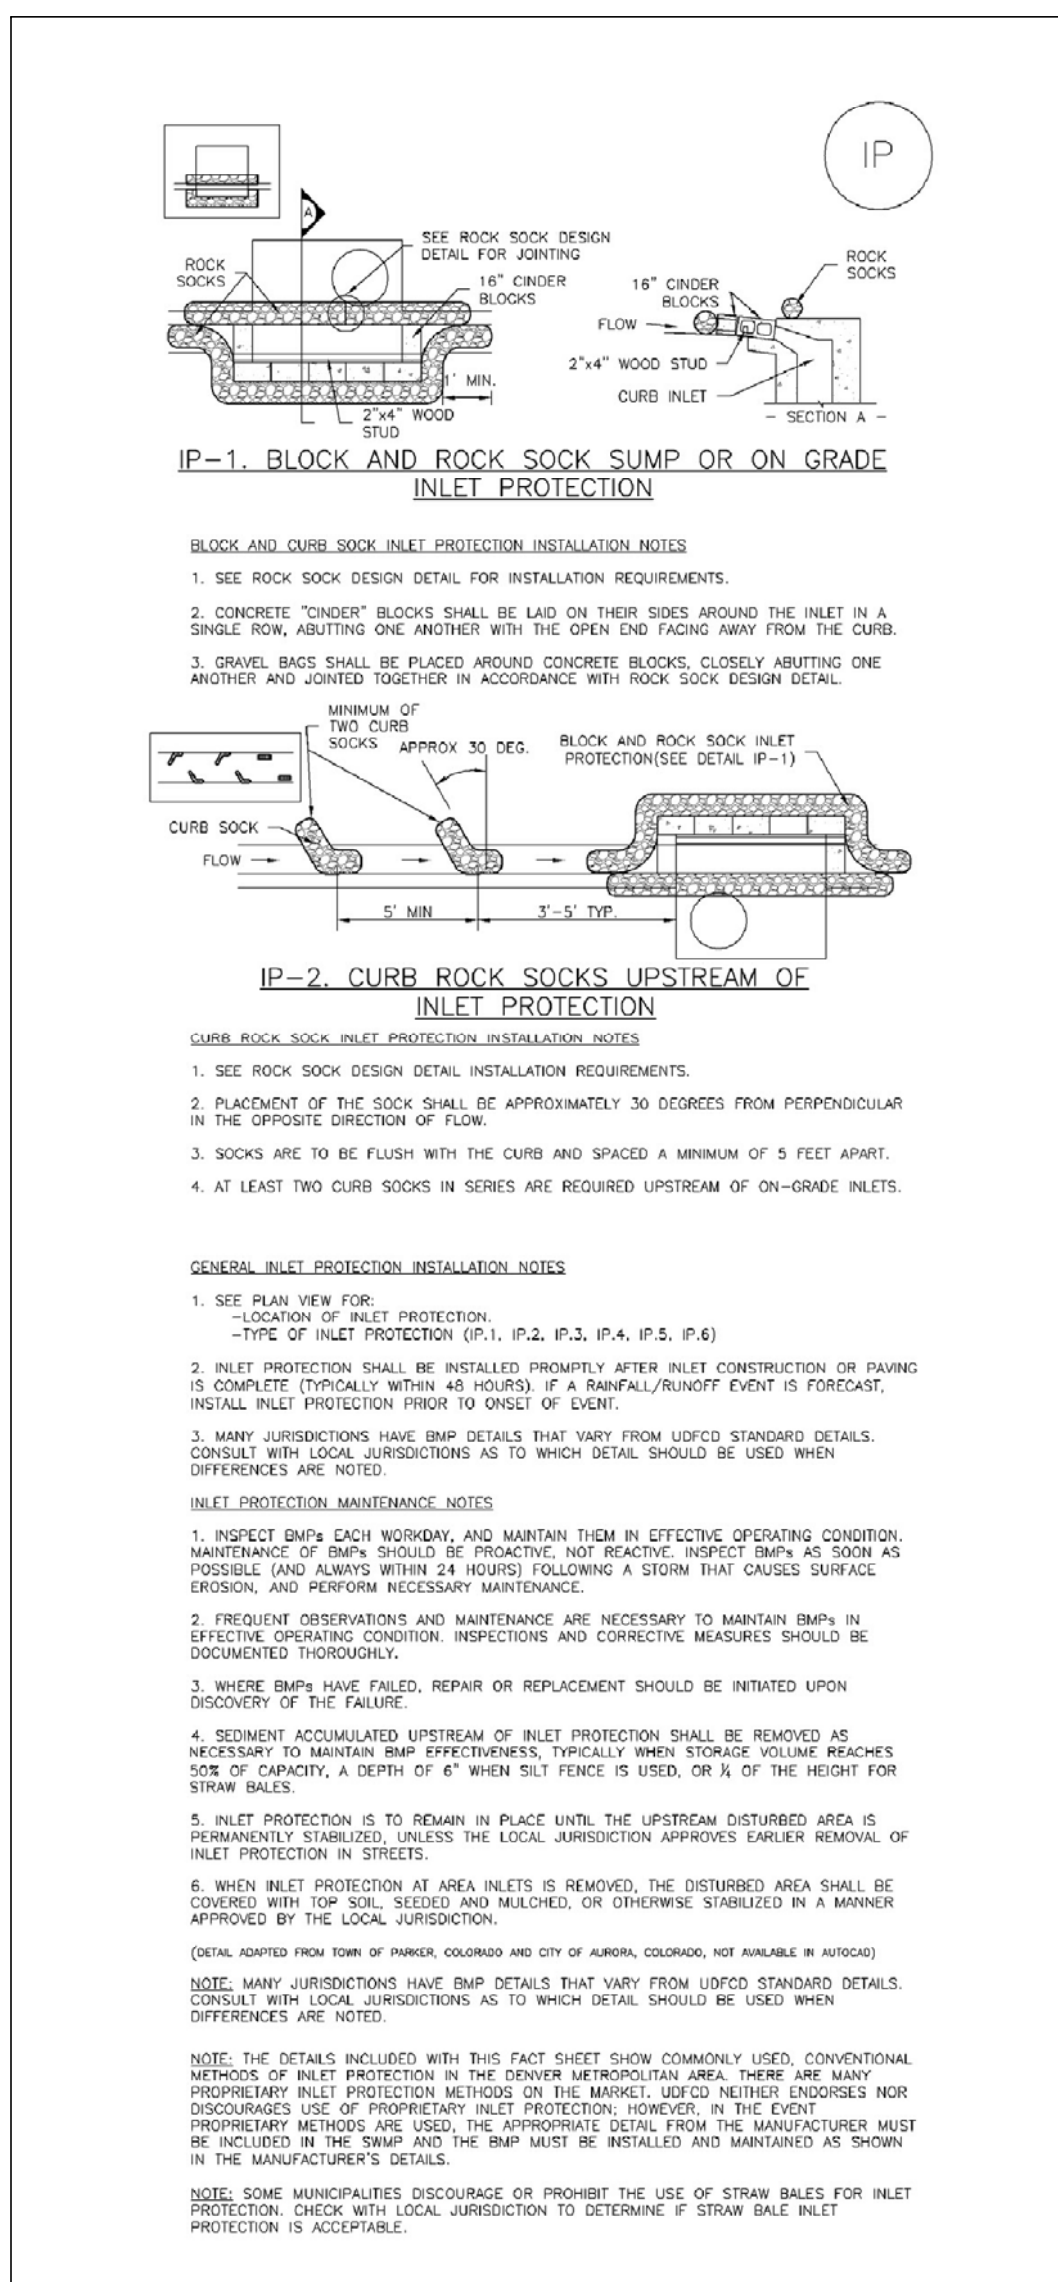 IP
A
SEE ROCK SOCK DESIGN
DETAIL FOR JOINTING
ROCK
SOCKS
16" CINDER
BLOCKS
1' MIN.
2"x4" WOOD
STUD
ROCK
SOCKS
16" CINDER
BLOCKS
FLOW
2"x4" WOOD STUD
CURB INLET
- SECTION A -
IP-1. BLOCK AND ROCK SOCK SUMP OR ON GRADE
INLET PROTECTION
BLOCK AND CURB SOCK INLET PROTECTION INSTALLATION NOTES
1. SEE ROCK SOCK DESIGN DETAIL FOR INSTALLATION REQUIREMENTS.
2. CONCRETE "CINDER" BLOCKS SHALL BE LAID ON THEIR SIDES AROUND THE INLET IN A
SINGLE ROW, ABUTTING ONE ANOTHER WITH THE OPEN END FACING AWAY FROM THE CURB.
3. GRAVEL BAGS SHALL BE PLACED AROUND CONCRETE BLOCKS, CLOSELY ABUTTING ONE
ANOTHER AND JOINTED TOGETHER IN ACCORDANCE WITH ROCK SOCK DESIGN DETAIL.
MINIMUM OF
TWO CURB
SOCKS
APPROX 30 DEG.
BLOCK AND ROCK SOCK INLET
PROTECTION(SEE DETAIL IP-1)
CURB SOCK
FLOW
5' MIN
3'-5' TYP.
IP-2. CURB ROCK SOCKS UPSTREAM OF
INLET PROTECTION
CURB ROCK SOCK INLET PROTECTION INSTALLATION NOTES
1. SEE ROCK SOCK DESIGN DETAIL INSTALLATION REQUIREMENTS.
2. PLACEMENT OF THE SOCK SHALL BE APPROXIMATELY 30 DEGREES FROM PERPENDICULAR
IN THE OPPOSITE DIRECTION OF FLOW.
3. SOCKS ARE TO BE FLUSH WITH THE CURB AND SPACED A MINIMUM OF 5 FEET APART.
4. AT LEAST TWO CURB SOCKS IN SERIES ARE REQUIRED UPSTREAM OF ON-GRADE INLETS.
GENERAL INLET PROTECTION INSTALLATION NOTES
1. SEE PLAN VIEW FOR:
-LOCATION OF INLET PROTECTION.
-TYPE OF INLET PROTECTION (IP.1, IP.2, IP.3, IP.4, IP.5, IP.6)
2. INLET PROTECTION SHALL BE INSTALLED PROMPTLY AFTER INLET CONSTRUCTION OR PAVING
IS COMPLETE (TYPICALLY WITHIN 48 HOURS). IF A RAINFALL/RUNOFF EVENT IS FORECAST,
INSTALL INLET PROTECTION PRIOR TO ONSET OF EVENT.
3. MANY JURISDICTIONS HAVE BMP DETAILS THAT VARY FROM UDFCD STANDARD DETAILS.
CONSULT WITH LOCAL JURISDICTIONS AS TO WHICH DETAIL SHOULD BE USED WHEN
DIFFERENCES ARE NOTED.
INLET PROTECTION MAINTENANCE NOTES
1. INSPECT BMPs EACH WORKDAY, AND MAINTAIN THEM IN EFFECTIVE OPERATING CONDITION.
MAINTENANCE OF BMPs SHOULD BE PROACTIVE, NOT REACTIVE. INSPECT BMPs AS SOON AS
POSSIBLE (AND ALWAYS WITHIN 24 HOURS) FOLLOWING A STORM THAT CAUSES SURFACE
EROSION, AND PERFORM NECESSARY MAINTENANCE.
2. FREQUENT OBSERVATIONS AND MAINTENANCE ARE NECESSARY TO MAINTAIN BMPs IN
EFFECTIVE OPERATING CONDITION. INSPECTIONS AND CORRECTIVE MEASURES SHOULD BE
DOCUMENTED THOROUGHLY.
3. WHERE BMPs HAVE FAILED, REPAIR OR REPLACEMENT SHOULD BE INITIATED UPON
DISCOVERY OF THE FAILURE.
4. SEDIMENT ACCUMULATED UPSTREAM OF INLET PROTECTION SHALL BE REMOVED AS
NECESSARY TO MAINTAIN BMP EFFECTIVENESS, TYPICALLY WHEN STORAGE VOLUME REACHES
50% OF CAPACITY, A DEPTH OF 6" WHEN SILT FENCE IS USED, OR ¼ OF THE HEIGHT FOR
STRAW BALES.
5. INLET PROTECTION IS TO REMAIN IN PLACE UNTIL THE UPSTREAM DISTURBED AREA IS
PERMANENTLY STABILIZED, UNLESS THE LOCAL JURISDICTION APPROVES EARLIER REMOVAL OF
INLET PROTECTION IN STREETS.
6. WHEN INLET PROTECTION AT AREA INLETS IS REMOVED, THE DISTURBED AREA SHALL BE
COVERED WITH TOP SOIL, SEEDED AND MULCHED, OR OTHERWISE STABILIZED IN A MANNER
APPROVED BY THE LOCAL JURISDICTION.
(DETAIL ADAPTED FROM TOWN OF PARKER, COLORADO AND CITY OF AURORA, COLORADO, NOT AVAILABLE IN AUTOCAD)
NOTE: MANY JURISDICTIONS HAVE BMP DETAILS THAT VARY FROM UDFCD STANDARD DETAILS.
CONSULT WITH LOCAL JURISDICTIONS AS TO WHICH DETAIL SHOULD BE USED WHEN
DIFFERENCES ARE NOTED.
NOTE: THE DETAILS INCLUDED WITH THIS FACT SHEET SHOW COMMONLY USED, CONVENTIONAL
METHODS OF INLET PROTECTION IN THE DENVER METROPOLITAN AREA. THERE ARE MANY
PROPRIETARY INLET PROTECTION METHODS ON THE MARKET. UDFCD NEITHER ENDORSES NOR
DISCOURAGES USE OF PROPRIETARY INLET PROTECTION; HOWEVER, IN THE EVENT
PROPRIETARY METHODS ARE USED, THE APPROPRIATE DETAIL FROM THE MANUFACTURER MUST
BE INCLUDED IN THE SWMP AND THE BMP MUST BE INSTALLED AND MAINTAINED AS SHOWN
IN THE MANUFACTURER'S DETAILS.
NOTE: SOME MUNICIPALITIES DISCOURAGE OR PROHIBIT THE USE OF STRAW BALES FOR INLET
PROTECTION. CHECK WITH LOCAL JURISDICTION TO DETERMINE IF STRAW BALE INLET
PROTECTION IS ACCEPTABLE.